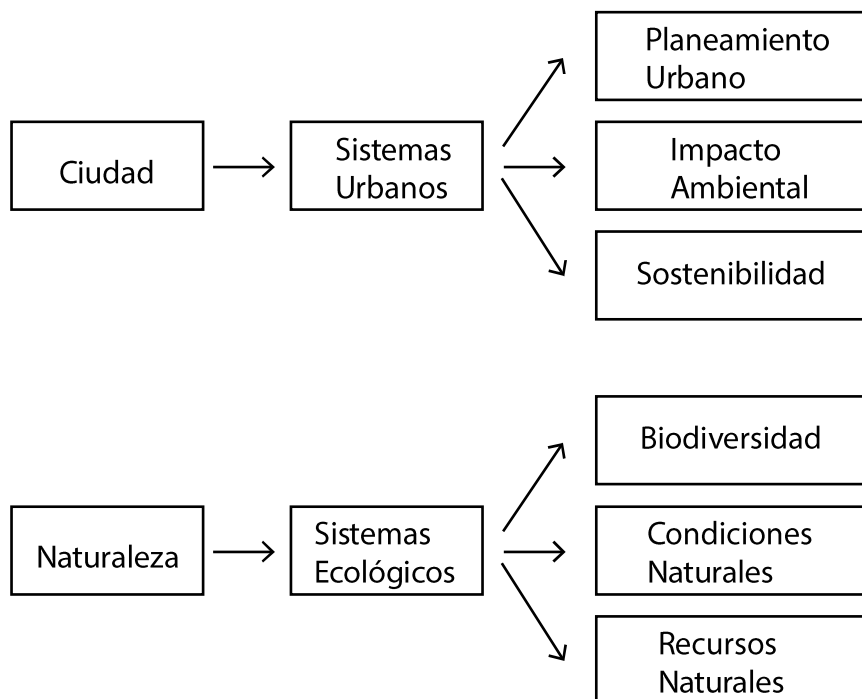 Ciudad
Sistemas
Urbanos
Planeamiento
Urbano
Impacto
Ambiental
Sostenibilidad
Naturaleza
Sistemas
Ecológicos
Biodiversidad
Condiciones
Naturales
Recursos
Naturales